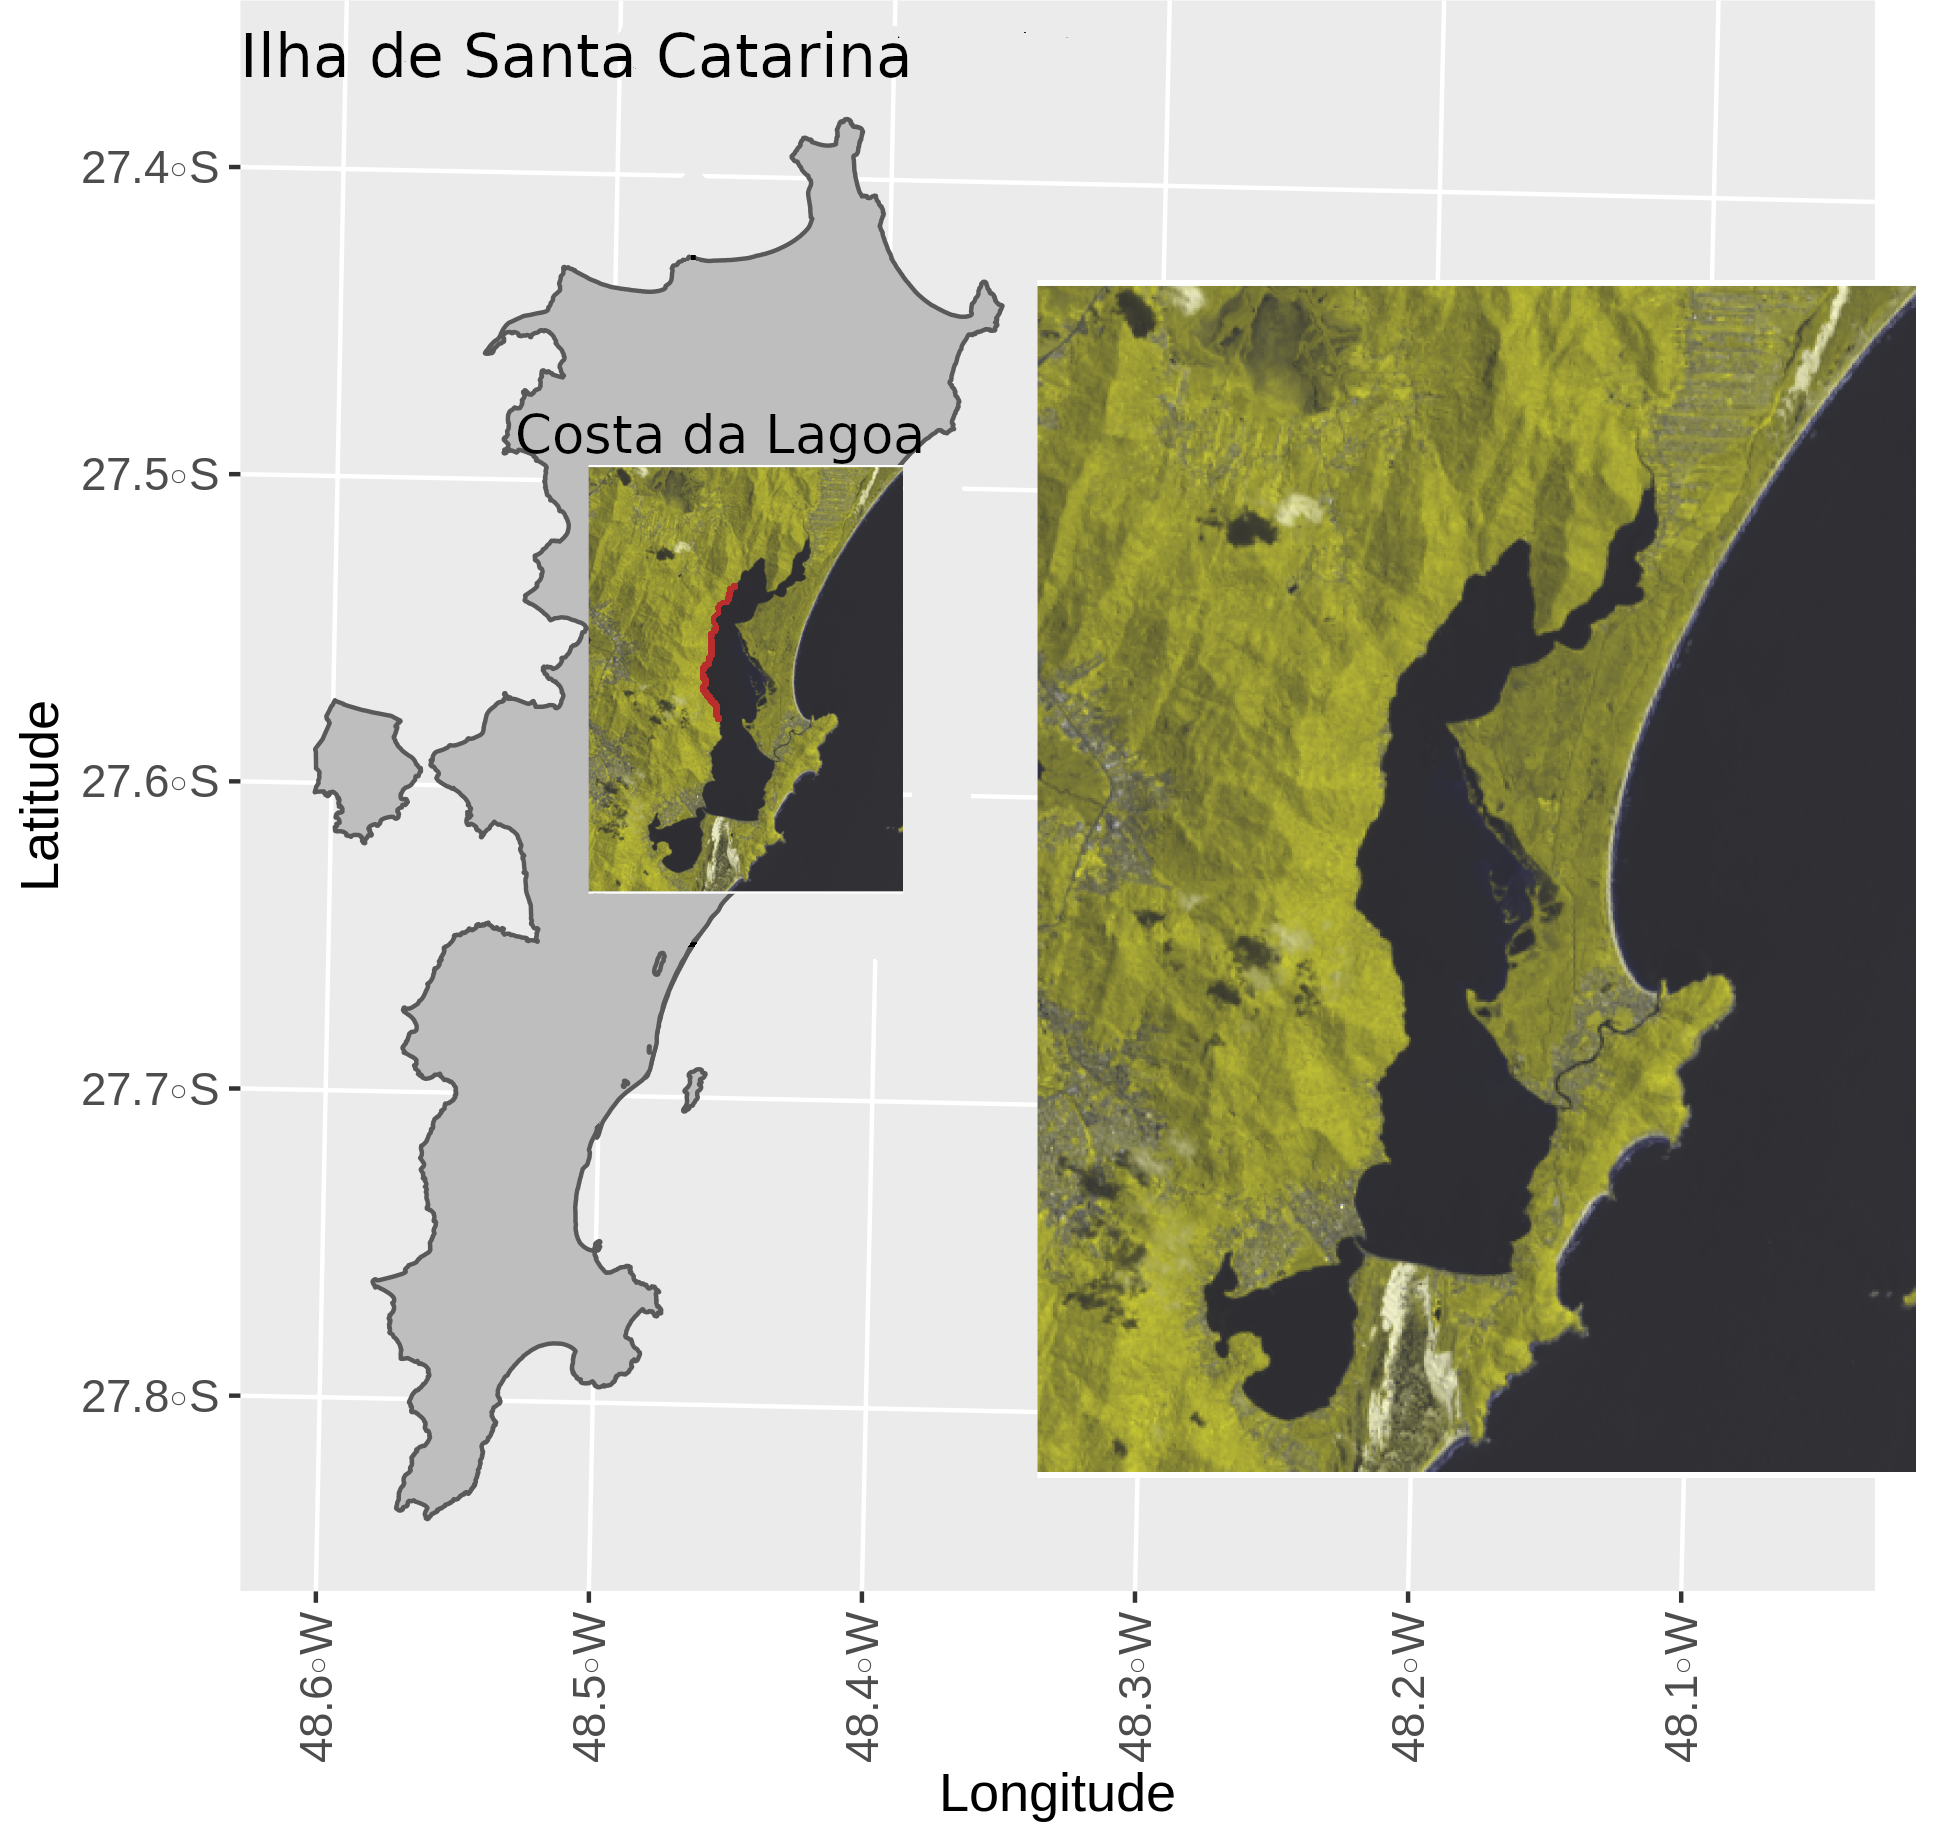 Ilha de Santa Catarina
27.4◦S
Costa da Lagoa
27.5◦S
Latitude
27.6◦S
27.7◦S
27.8◦S
48.6◦W
48.5◦W
48.4◦W
48.3◦W
48.2◦W
48.1◦W
Longitude